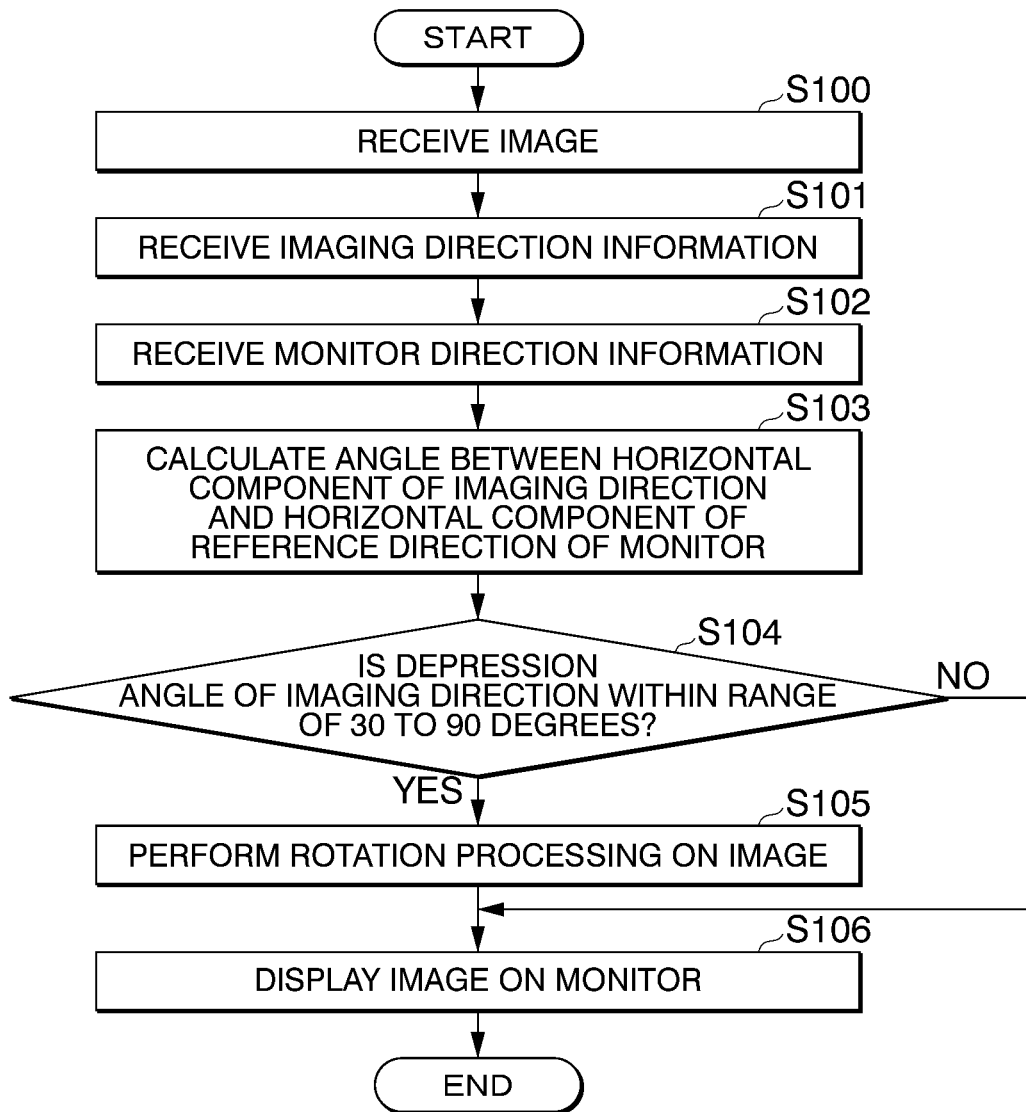 START
S100
RECEIVE IMAGE
S101
RECEIVE IMAGING DIRECTION INFORMATION
S102
RECEIVE MONITOR DIRECTION INFORMATION
S103
CALCULATE ANGLE BETWEEN HORIZONTAL
COMPONENT OF IMAGING DIRECTION
AND HORIZONTAL COMPONENT OF
REFERENCE DIRECTION OF MONITOR
S104
IS DEPRESSION
ANGLE OF IMAGING DIRECTION WITHIN RANGE
OF 30 TO 90 DEGREES?
NO
YES
S105
PERFORM ROTATION PROCESSING ON IMAGE
S106
DISPLAY IMAGE ON MONITOR
END